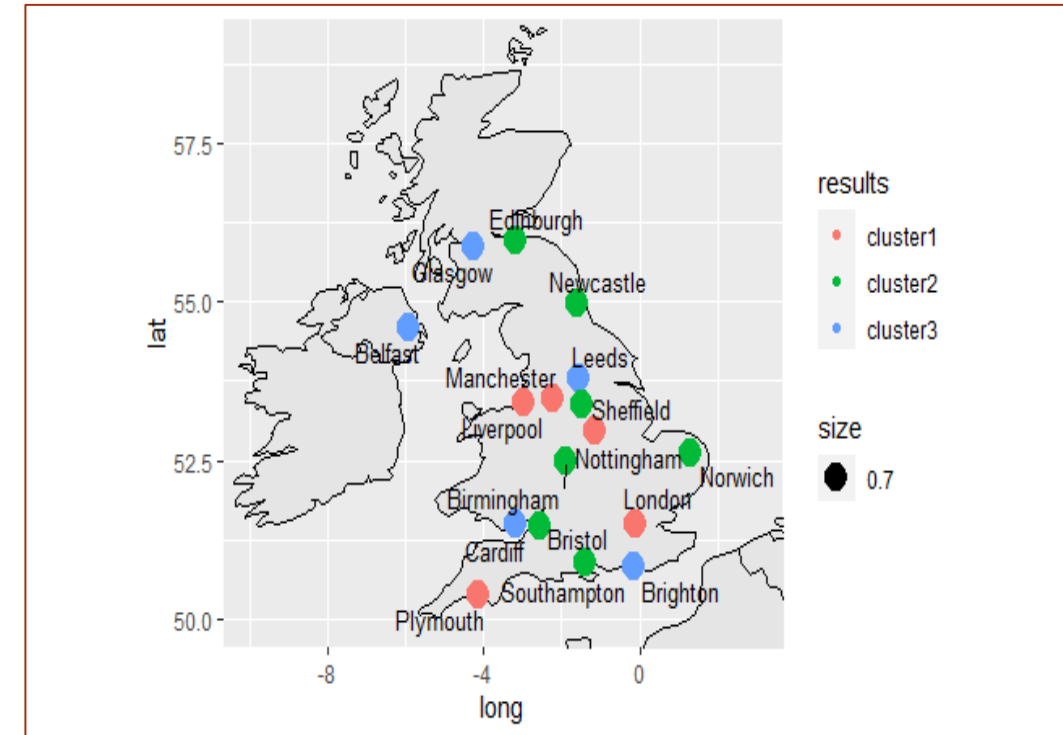 57.5
55.0
52.5
50.0
lat
-8
-4
0
long
Edinburgh
Glasgow
Newcastle
Belfast
Leeds
Manchester
Sheffield
Liverpool
Nottingham
Norwich
Birmingham
London
Bristol
Cardiff
Southampton
Brighton
Plymouth
results
cluster1
cluster2
cluster3
size
0.7